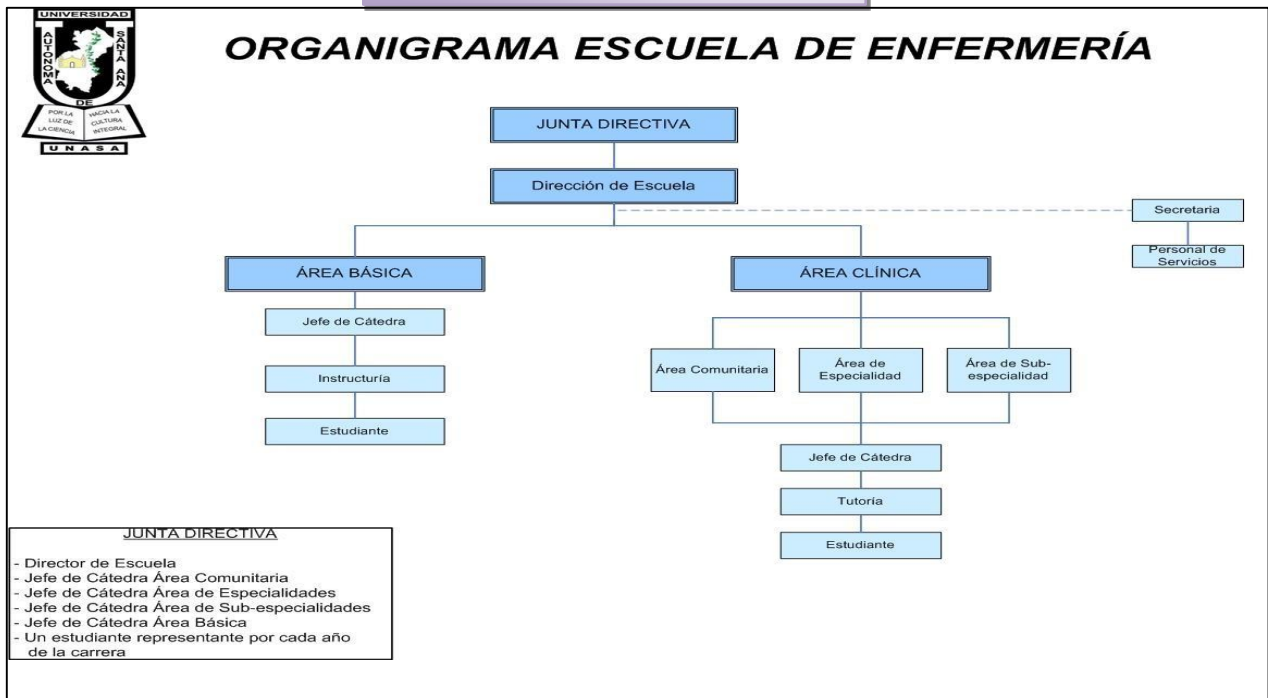 UNIVERSIDAD
AUTONOMA
SANTA ANA
DE
POR LA
LUZ DE
LA CIENCIA
HACIA LA
CULTURA
INTEGRAL
UNASA
ORGANIGRAMA ESCUELA DE ENFERMERÍA
JUNTA DIRECTIVA
Dirección de Escuela
Secretaria
Personal de
Servicios
ÁREA BÁSICA
ÁREA CLÍNICA
Jefe de Cátedra
Instructuría
Estudiante
Área Comunitaria
Área de
Especialidad
Área de Sub-
especialidad
Jefe de Cátedra
Tutoría
Estudiante
JUNTA DIRECTIVA
- Director de Escuela
- Jefe de Cátedra Área Comunitaria
- Jefe de Cátedra Área de Especialidades
- Jefe de Cátedra Área de Sub-especialidades
- Jefe de Cátedra Área Básica
- Un estudiante representante por cada año
de la carrera